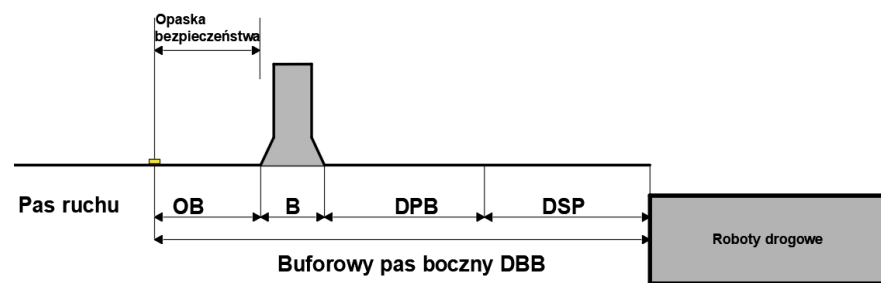 Opaska
bezpieczeństwa
Pas ruchu
OB
B
DPB
DSP
Roboty drogowe
Buforowy pas boczny DBB